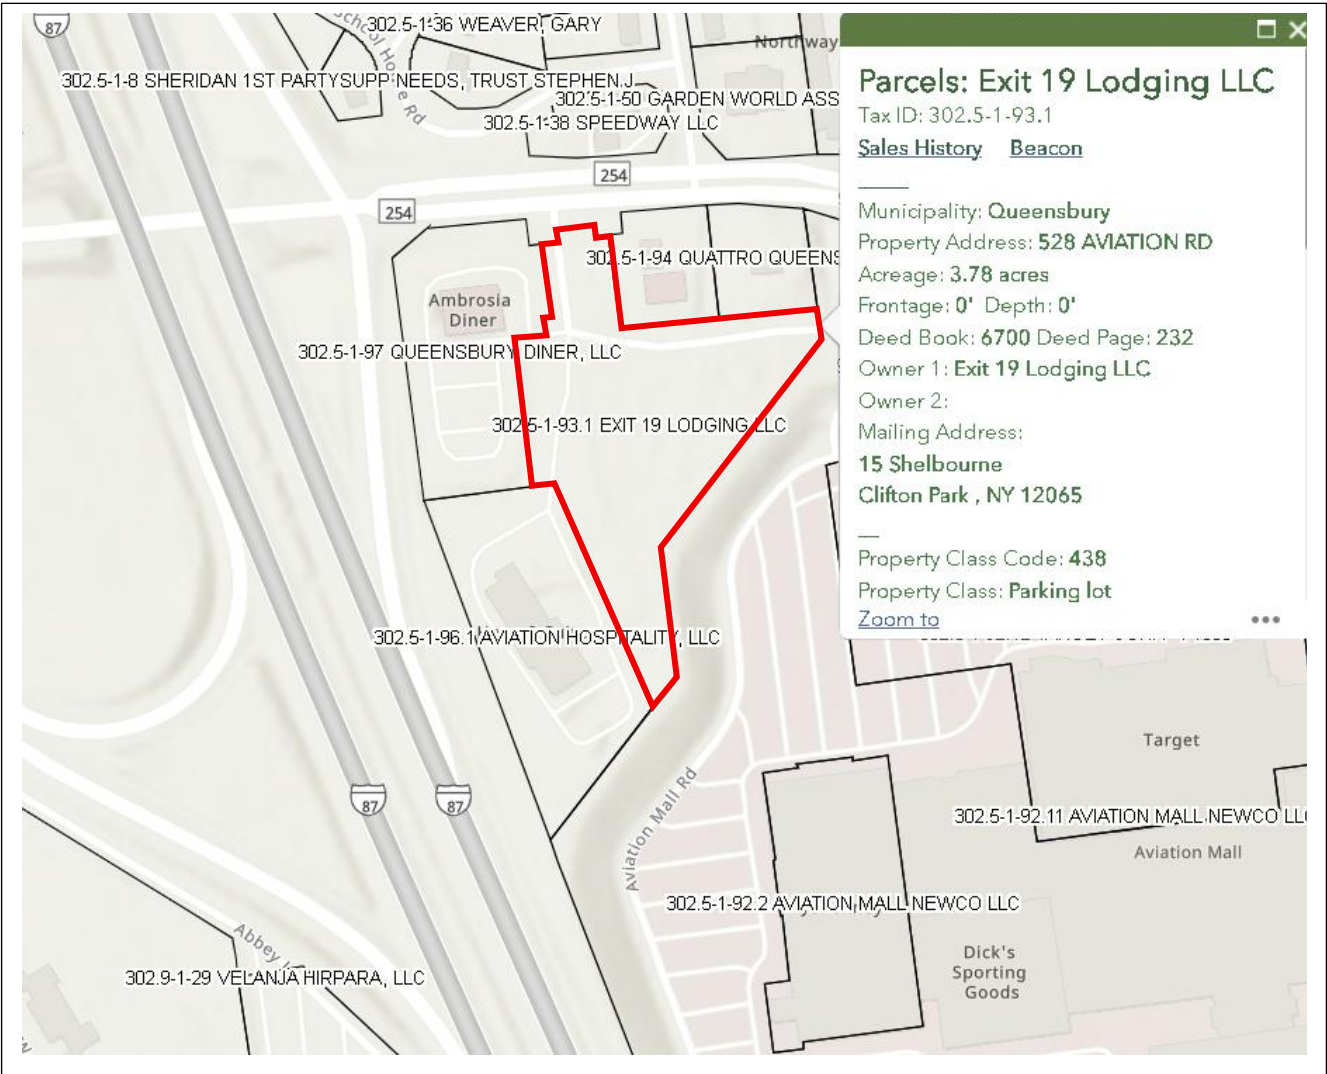 87
302.5-1-36 WEAVER, GARY
School House Rd
Northway
302.5-1-8 SHERIDAN 1ST PARTYSUPP NEEDS, TRUST STEPHEN J
302.5-1-50 GARDEN WORLD ASS
302.5-1-38 SPEEDWAY LLC
254
254
302.5-1-94 QUATTRO QUEENS
Ambrosia
Diner
302.5-1-97 QUEENSBURY DINER, LLC
302.5-1-93.1 EXIT 19 LODGING LLC
302.5-1-96.1 AVIATION HOSPITALITY, LLC
Parcels: Exit 19 Lodging LLC
Tax ID: 302.5-1-93.1
Sales History Beacon
Municipality: Queensbury
Property Address: 528 AVIATION RD
Acreage: 3.78 acres
Frontage: 0' Depth: 0'
Deed Book: 6700 Deed Page: 232
Owner 1: Exit 19 Lodging LLC
Owner 2:
Mailing Address:
15 Shelbourne
Clifton Park , NY 12065
Property Class Code: 438
Property Class: Parking lot
Zoom to
Target
87
87
Aviation Mall Rd
302.5-1-92.11 AVIATION MALL NEWCO LL
Aviation Mall
302.5-1-92.2 AVIATION MALL NEWCO LLC
Abbey
302.9-1-29 VELANJA HIRPARA, LLC
Dick's
Sporting
Goods